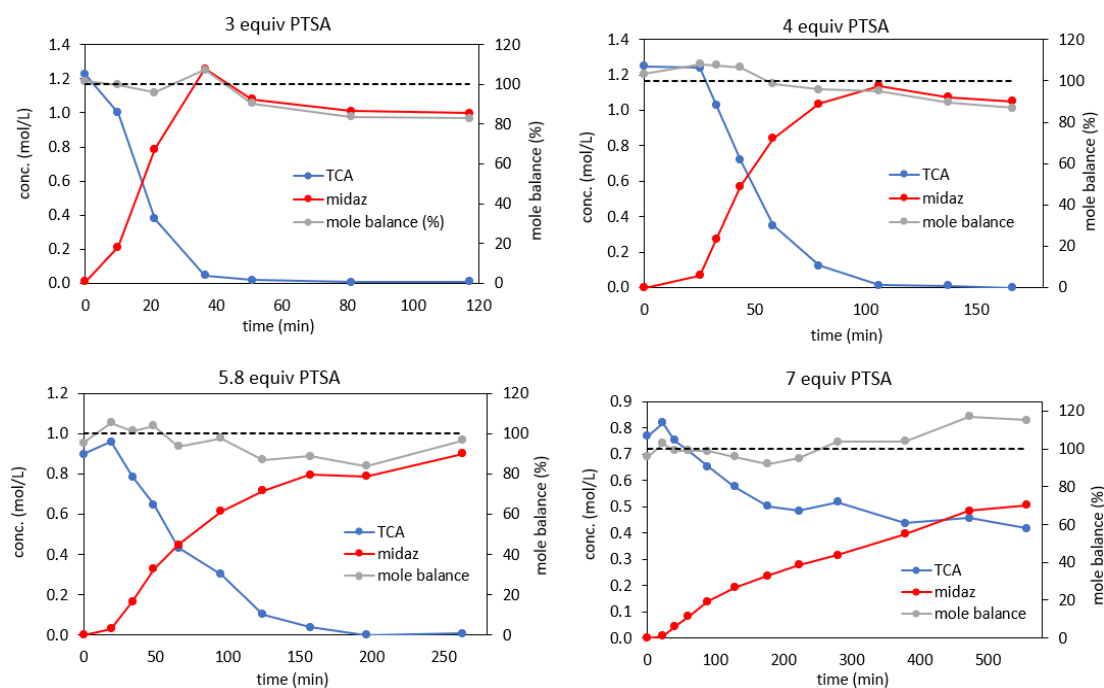 3 equiv PTSA
conc. (mol/L)
1.4
1.2
1.0
0.8
0.6
0.4
0.2
0.0
120
100
80
60
40
20
0
mole balance (%)
TCA
midaz
mole balance (%)
0 20 40 60 80 100 120
time (min)
4 equiv PTSA
conc. (mol/L)
1.4
1.2
1.0
0.8
0.6
0.4
0.2
0.0
120
100
80
60
40
20
0
mole balance (%)
TCA
midaz
mole balance
0 50 100 150
time (min)
5.8 equiv PTSA
conc. (mol/L)
1.2
1.0
0.8
0.6
0.4
0.2
0.0
120
100
80
60
40
20
0
mole balance (%)
TCA
midaz
mole balance
0 50 100 150 200 250
time (min)
7 equiv PTSA
conc. (mol/L)
0.9
0.8
0.7
0.6
0.5
0.4
0.3
0.2
0.1
0.0
120
100
80
60
40
20
0
mole balance (%)
TCA
midaz
mole balance
0 100 200 300 400 500
time (min)